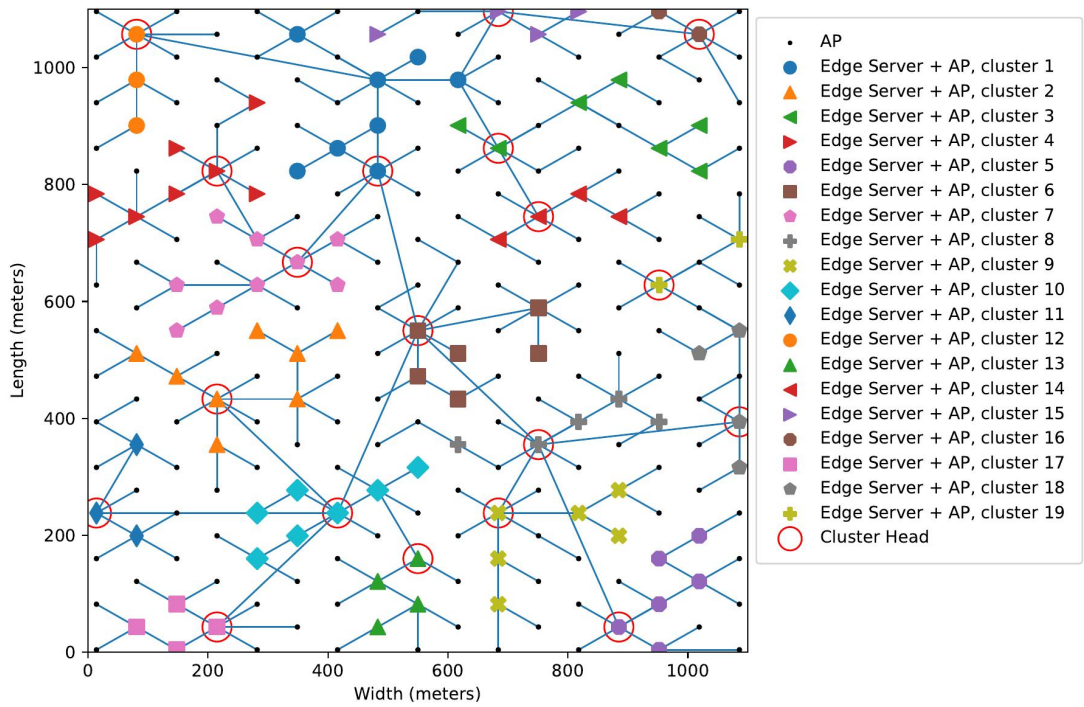 1000
800
600
400
200
0
Length (meters)
0 200 400 600 800 1000
Width (meters)
AP
Edge Server + AP, cluster 1
Edge Server + AP, cluster 2
Edge Server + AP, cluster 3
Edge Server + AP, cluster 4
Edge Server + AP, cluster 5
Edge Server + AP, cluster 6
Edge Server + AP, cluster 7
Edge Server + AP, cluster 8
Edge Server + AP, cluster 9
Edge Server + AP, cluster 10
Edge Server + AP, cluster 11
Edge Server + AP, cluster 12
Edge Server + AP, cluster 13
Edge Server + AP, cluster 14
Edge Server + AP, cluster 15
Edge Server + AP, cluster 16
Edge Server + AP, cluster 17
Edge Server + AP, cluster 18
Edge Server + AP, cluster 19
Cluster Head